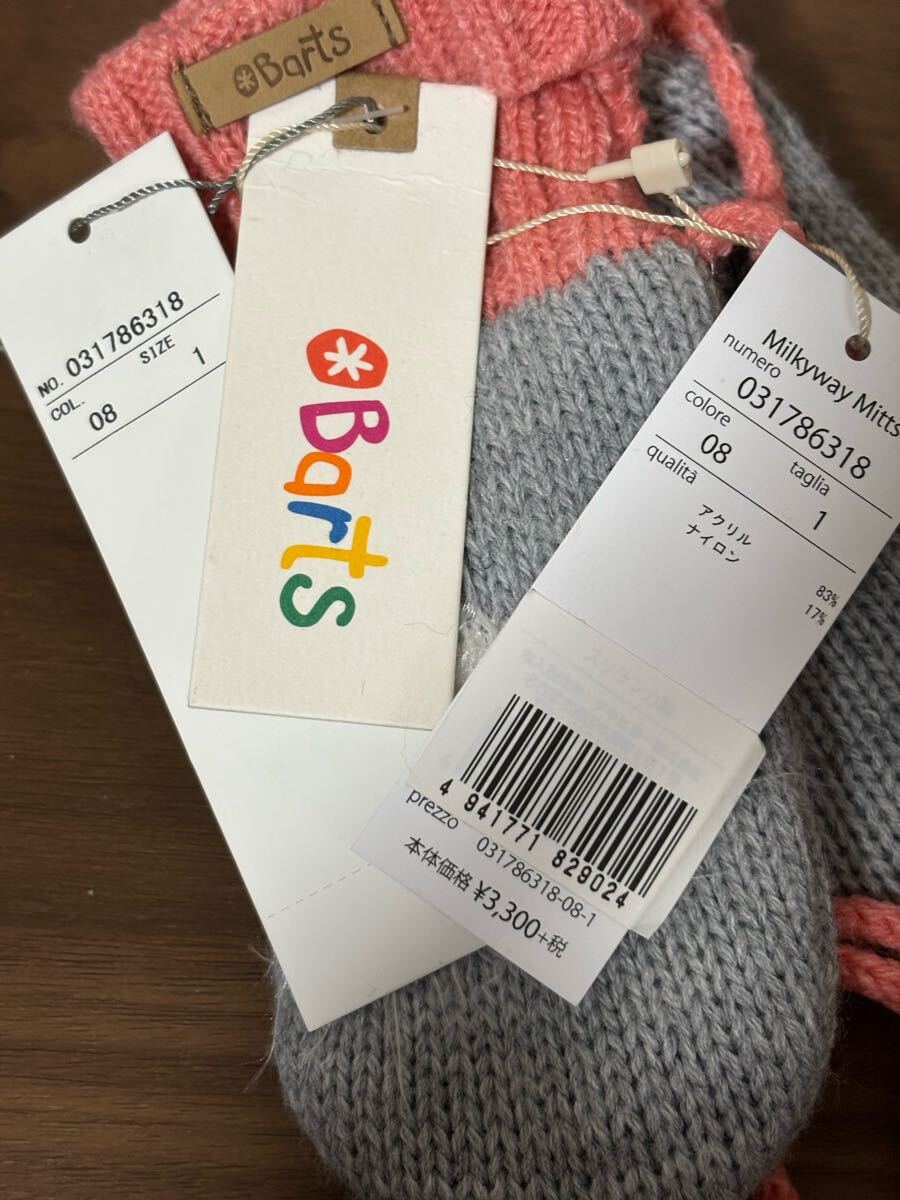 Barts
NO. 031786318
COL. SIZE
08 1
Barts
Milkyway Mitts
numero
031786318
colore taglia
08 1
qualità
アクリル 83%
ナイロン 17%
4 941771 829024
prezzo 031786318-08-1
本体価格 ¥3,300+税